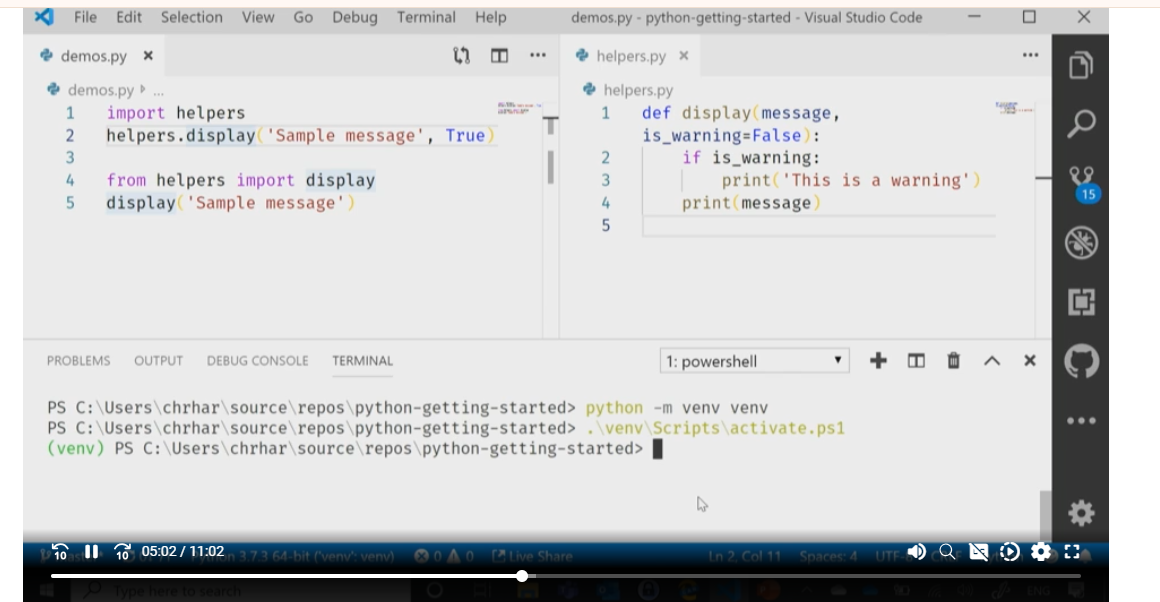 File Edit Selection View Go Debug Terminal Help demos.py - python-getting-started - Visual Studio Code
demos.py
demos.py ...
1 import helpers
2 helpers.display('Sample message', True)
3
4 from helpers import display
5 display('Sample message')
helpers.py
helpers.py
1 def display(message,
is_warning=False):
2 if is_warning:
3 print('This is a warning')
4 print(message)
5
15
PROBLEMS OUTPUT DEBUG CONSOLE TERMINAL 1: powershell
PS C:\Users\chrhar\source\repos\python-getting-started> python -m venv venv
PS C:\Users\chrhar\source\repos\python-getting-started> .\venv\Scripts\activate.ps1
(venv) PS C:\Users\chrhar\source\repos\python-getting-started>
10 10 05:02 / 11:02 3.7.3 64-bit ('venv': venv) 0 0 Live Share Ln 2, Col 11 Spaces: 4
Type here to search ENG